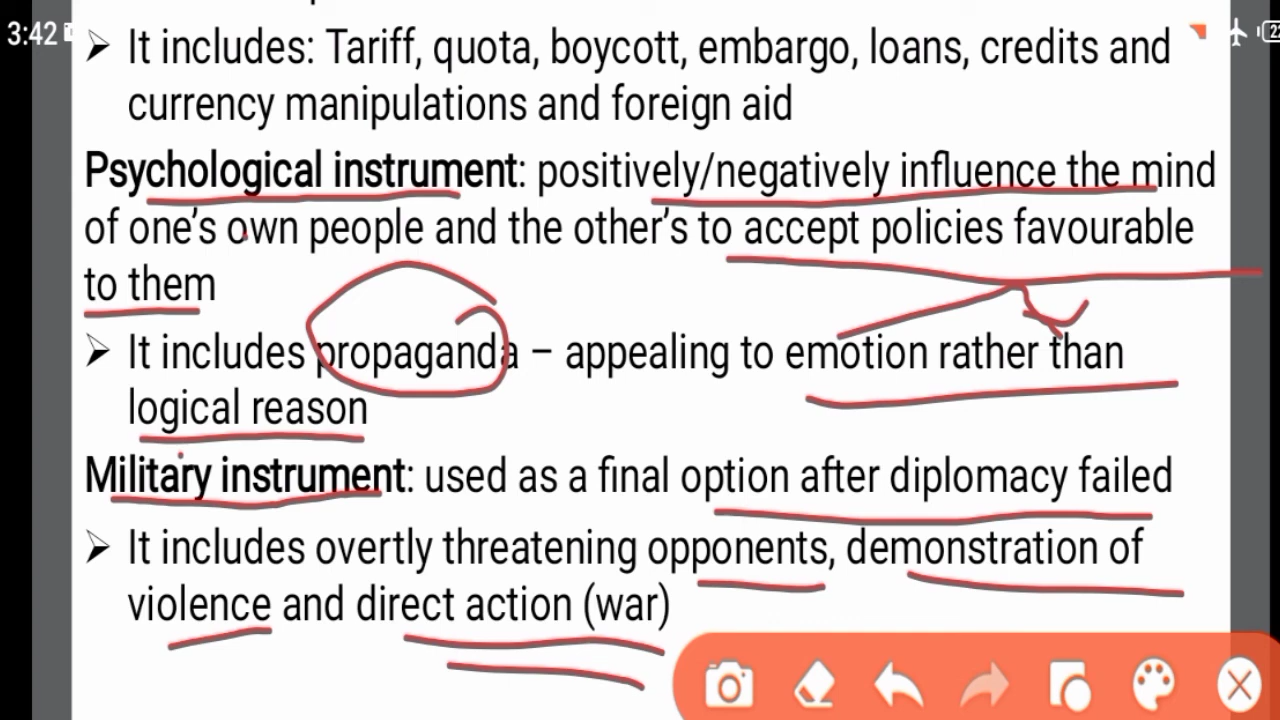 3:42
➤ It includes: Tariff, quota, boycott, embargo, loans, credits and
currency manipulations and foreign aid
Psychological instrument: positively/negatively influence the mind
of one’s own people and the other’s to accept policies favourable
to them
➤ It includes propaganda – appealing to emotion rather than
logical reason
Military instrument: used as a final option after diplomacy failed
➤ It includes overtly threatening opponents, demonstration of
violence and direct action (war)